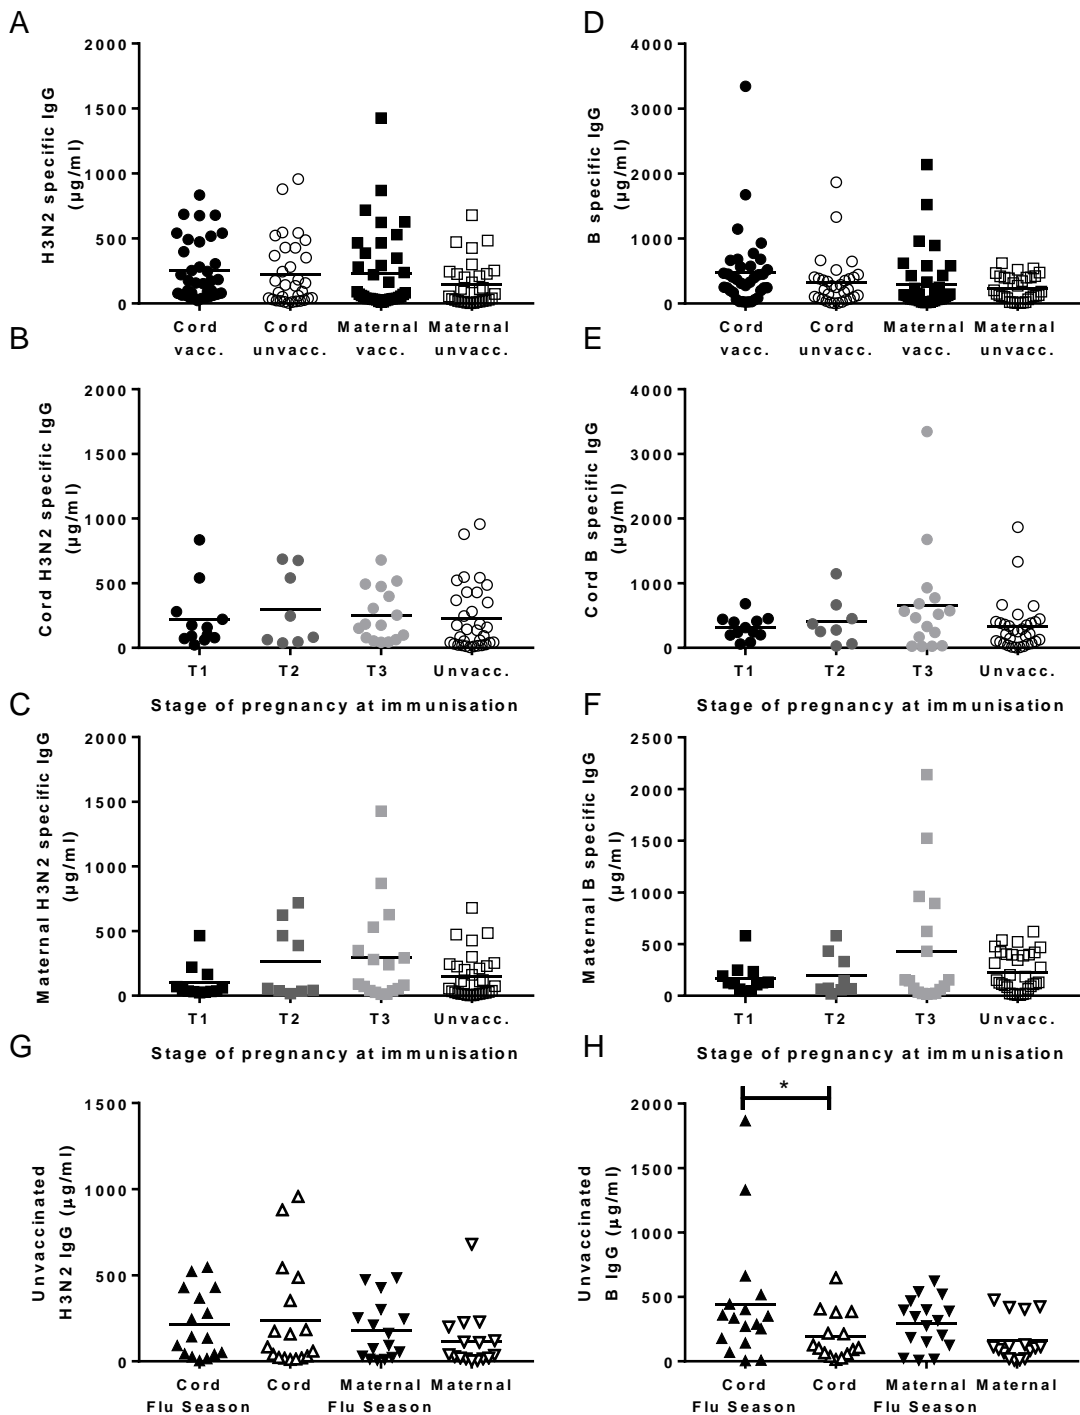 A
H3N2 specific IgG
(µg/ml)
2000
1500
1000
500
0
Cord
vacc.
Cord
unvacc.
Maternal
vacc.
Maternal
unvacc.
D
B specific IgG
(µg/ml)
4000
3000
2000
1000
0
Cord
vacc.
Cord
unvacc.
Maternal
vacc.
Maternal
unvacc.
B
Cord H3N2 specific IgG
(µg/ml)
2000
1500
1000
500
0
T1 T2 T3 Unvacc.
Stage of pregnancy at immunisation
E
Cord B specific IgG
(µg/ml)
4000
3000
2000
1000
0
T1 T2 T3 Unvacc.
Stage of pregnancy at immunisation
C
Maternal H3N2 specific IgG
(µg/ml)
2000
1500
1000
500
0
T1 T2 T3 Unvacc.
Stage of pregnancy at immunisation
F
Maternal B specific IgG
(µg/ml)
2500
2000
1500
1000
500
0
T1 T2 T3 Unvacc.
Stage of pregnancy at immunisation
G
Unvaccinated
H3N2 IgG (µg/ml)
1500
1000
500
0
Cord
Flu Season
Cord
Maternal
Flu Season
Maternal
H
Unvaccinated
B IgG (µg/ml)
*
2000
1500
1000
500
0
Cord
Flu Season
Cord
Maternal
Flu Season
Maternal